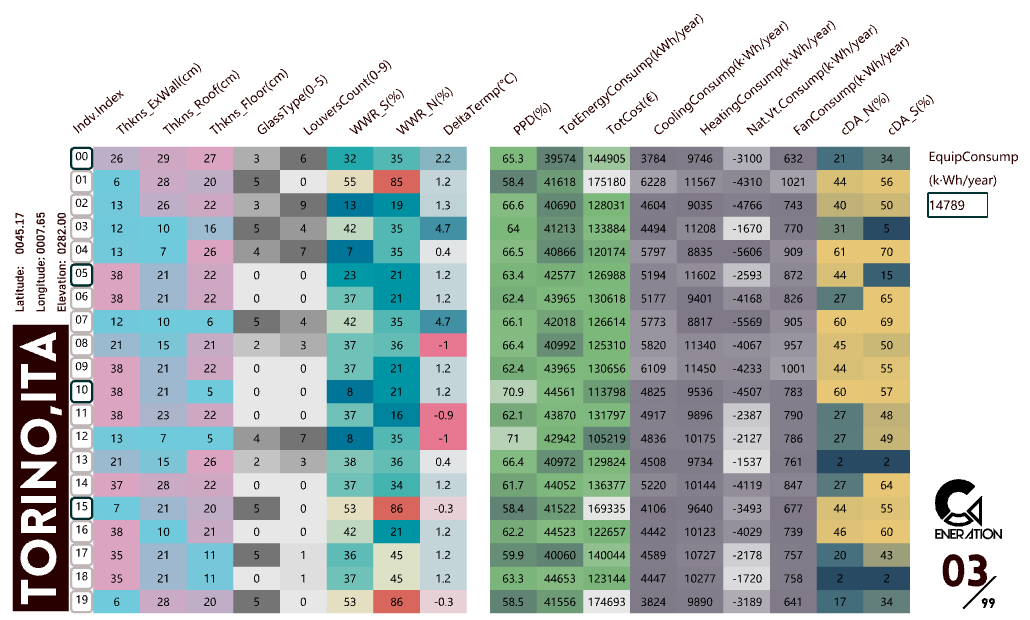 Indv.Index Thkns_ExWall(cm) Thkns_Roof(cm) Thkns_Floor(cm) GlassType(0-5) LouversCount(0-9) WWR_S(%) WWR_N(%) DeltaTermp(°C) PPD(%) TotEnergyConsump(kWh/year) TotCost(€) CoolingConsump(k·Wh/year) HeatingConsump(k·Wh/year) Nat.Vt.Consump(k·Wh/year) FanConsump(k·Wh/year) cDA_N(%) cDA_S(%)
00 26 29 27 3 6 32 35 2.2 65.3 39574 144905 3784 9746 -3100 632 21 34
01 6 28 20 5 0 55 85 1.2 58.4 41618 175180 6228 11567 -4310 1021 44 56
02 13 26 22 3 9 13 19 1.3 66.6 40690 128031 4604 9035 -4766 743 40 50
03 12 10 16 5 4 42 35 4.7 64 41213 133884 4494 11208 -1670 770 31 5
04 13 7 26 4 7 7 35 0.4 66.5 40866 120174 5797 8835 -5606 909 61 70
05 38 21 22 0 0 23 21 1.2 63.4 42577 126988 5194 11602 -2593 872 44 15
06 38 21 22 0 0 37 21 1.2 62.4 43965 130618 5177 9401 -4168 826 27 65
07 12 10 6 5 4 42 35 4.7 66.1 42018 126614 5773 8817 -5569 905 60 69
08 21 15 21 2 3 37 36 -1 66.4 40992 125310 5820 11340 -4067 957 45 50
09 38 21 22 0 0 37 21 1.2 62.4 43965 130656 6109 11450 -4233 1001 44 55
10 38 21 5 0 0 8 21 1.2 70.9 44561 113798 4825 9536 -4507 783 60 57
11 38 23 22 0 0 37 16 -0.9 62.1 43870 131797 4917 9896 -2387 790 27 48
12 13 7 5 4 7 8 35 -1 71 42942 105219 4836 10175 -2127 786 27 49
13 21 15 26 2 3 38 36 0.4 66.4 40972 129824 4508 9734 -1537 761 2 2
14 37 28 22 0 0 37 34 1.2 61.7 44052 136377 5220 10144 -4119 847 27 64
15 7 21 20 5 0 53 86 -0.3 58.4 41522 169335 4106 9640 -3493 677 44 55
16 38 10 21 0 0 42 21 1.2 62.2 44523 122657 4442 10123 -4029 739 46 60
17 35 21 11 5 1 36 45 1.2 59.9 40060 140044 4589 10727 -2178 757 20 43
18 35 21 11 0 1 37 45 1.2 63.3 44653 123144 4447 10277 -1720 758 2 2
19 6 28 20 5 0 53 86 -0.3 58.5 41556 174693 3824 9890 -3189 641 17 34
EquipConsump
(k·Wh/year)
14789
Latitude: 0045.17
Longitude: 0007.65
Elevation: 0282.00
TORINO,ITA
ENERATION
03/99